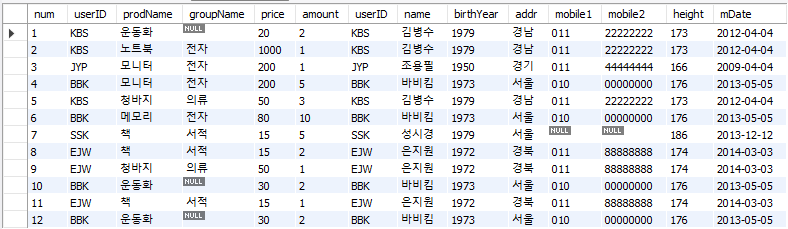 num userID prodName groupName price amount userID name birthYear addr mobile1 mobile2 height mDate
1 KBS 운동화 NULL 20 2 KBS 김병수 1979 경남 011 22222222 173 2012-04-04
2 KBS 노트북 전자 1000 1 KBS 김병수 1979 경남 011 22222222 173 2012-04-04
3 JYP 모니터 전자 200 1 JYP 조용필 1950 경기 011 44444444 166 2009-04-04
4 BBK 모니터 전자 200 5 BBK 바비킴 1973 서울 010 00000000 176 2013-05-05
5 KBS 청바지 의류 50 3 KBS 김병수 1979 경남 011 22222222 173 2012-04-04
6 BBK 메모리 전자 80 10 BBK 바비킴 1973 서울 010 00000000 176 2013-05-05
7 SSK 책 서적 15 5 SSK 성시경 1979 서울 NULL NULL 186 2013-12-12
8 EJW 책 서적 15 2 EJW 은지원 1972 경북 011 88888888 174 2014-03-03
9 EJW 청바지 의류 50 1 EJW 은지원 1972 경북 011 88888888 174 2014-03-03
10 BBK 운동화 NULL 30 2 BBK 바비킴 1973 서울 010 00000000 176 2013-05-05
11 EJW 책 서적 15 1 EJW 은지원 1972 경북 011 88888888 174 2014-03-03
12 BBK 운동화 NULL 30 2 BBK 바비킴 1973 서울 010 00000000 176 2013-05-05